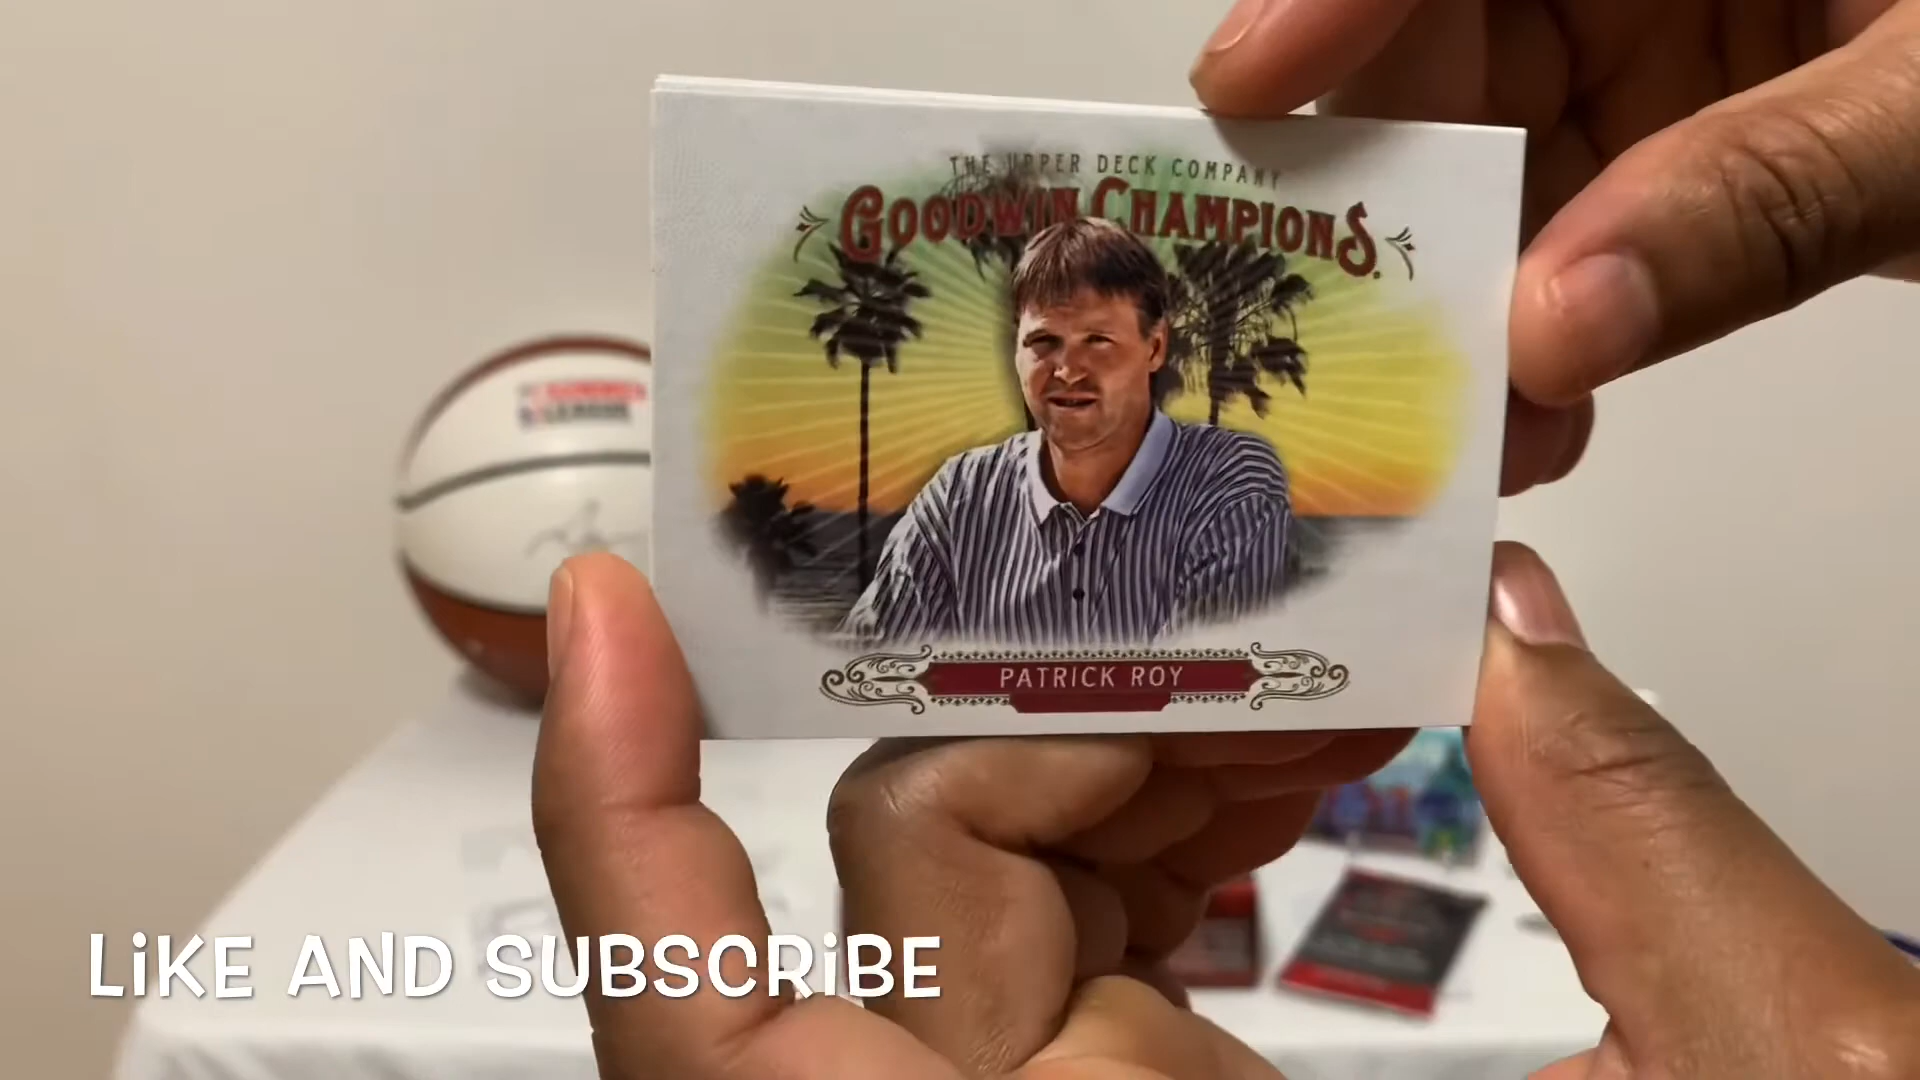 THE UPPER DECK COMPANY
GOODWIN CHAMPIONS
PATRICK ROY
LIKE AND SUBSCRIBE